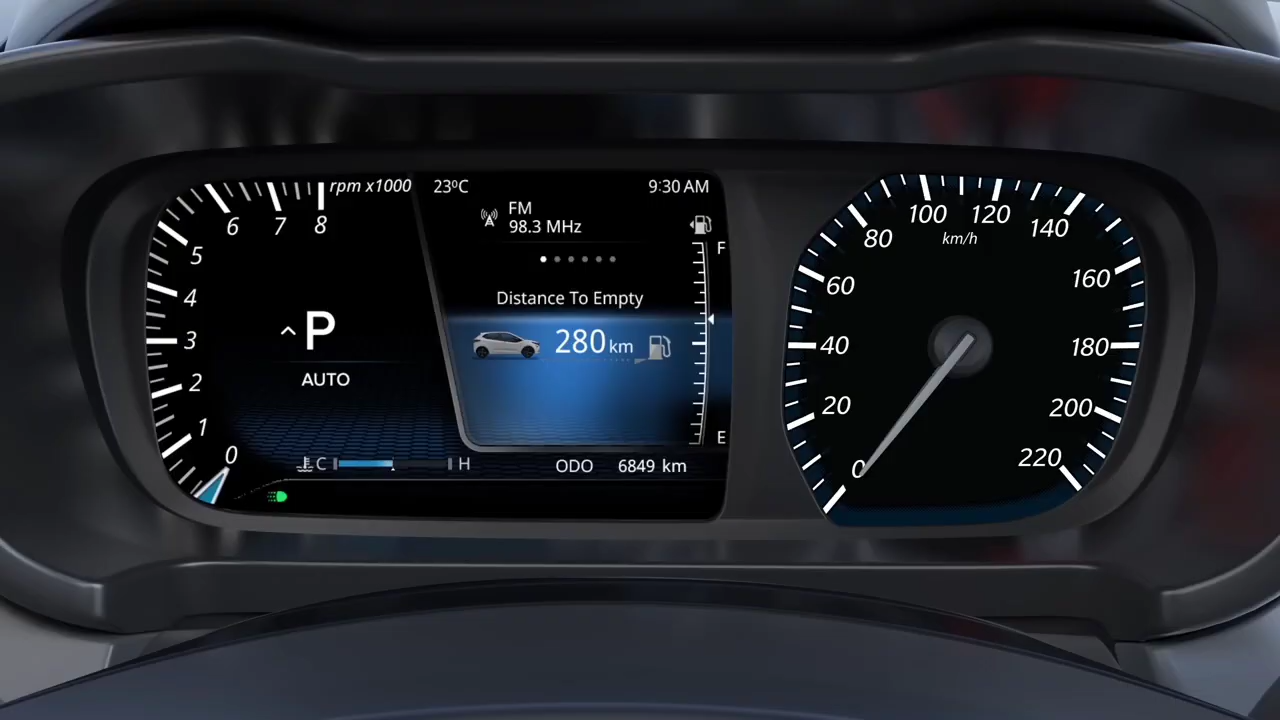 rpm x1000
6 7 8
5
4
3
2
1
0
^ P
AUTO
C H
23ºC
9:30 AM
FM
98.3 MHz
F
Distance To Empty
280 km
E
ODO 6849 km
0
20
40
60
80
100
120
140
160
180
200
220
km/h